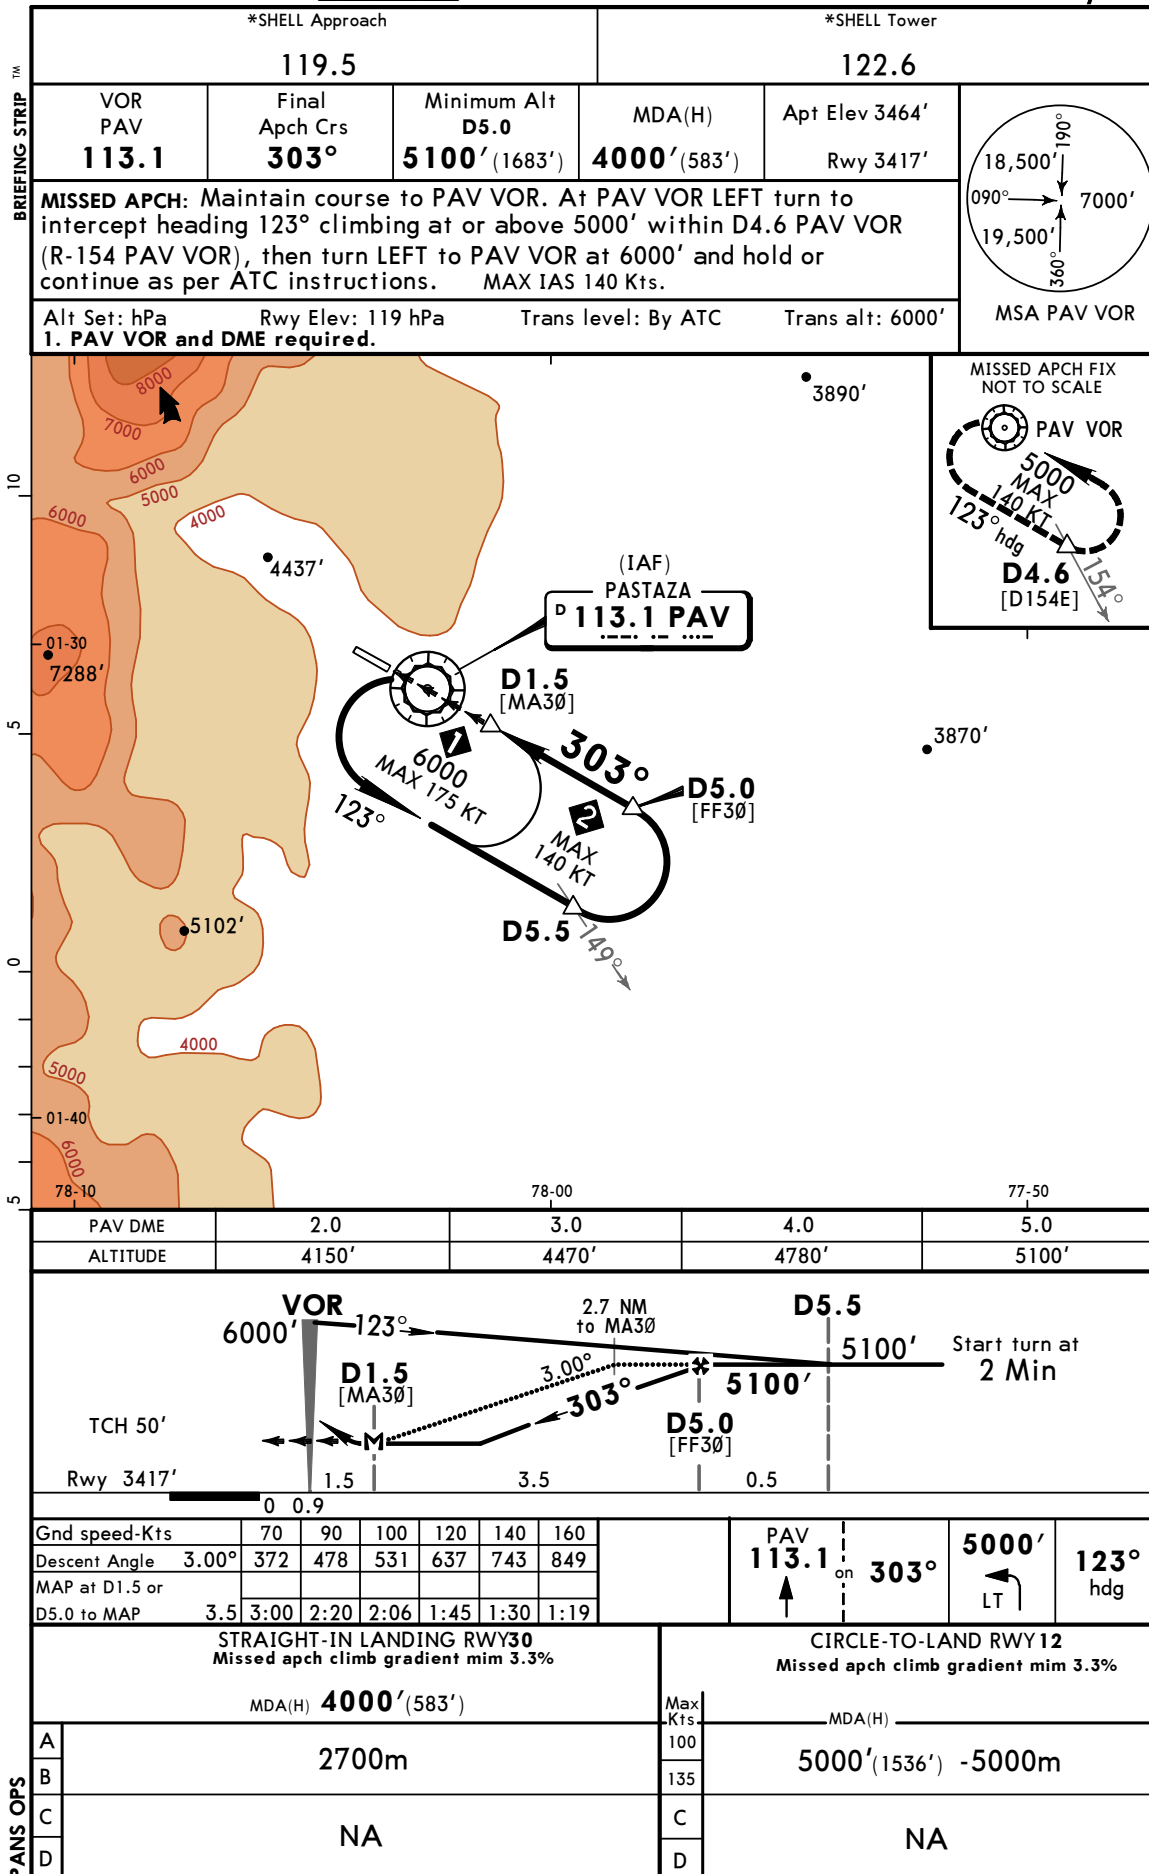 *SHELL Approach
119.5
*SHELL Tower
122.6
BRIEFING STRIP TM
VOR
PAV
113.1
Final
Apch Crs
303°
Minimum Alt
D5.0
5100′(1683′)
MDA(H)
4000′(583′)
Apt Elev 3464′
Rwy 3417′
MISSED APCH: Maintain course to PAV VOR. At PAV VOR LEFT turn to
intercept heading 123° climbing at or above 5000′ within D4.6 PAV VOR
(R-154 PAV VOR), then turn LEFT to PAV VOR at 6000′ and hold or
continue as per ATC instructions. MAX IAS 140 Kts.
Alt Set: hPa Rwy Elev: 119 hPa Trans level: By ATC Trans alt: 6000′
1. PAV VOR and DME required.
190°
18,500′
090°
7000′
19,500′
360°
MSA PAV VOR
8000
7000
6000
5000
4000
6000
3890′
MISSED APCH FIX
NOT TO SCALE
PAV VOR
5000
MAX
140 KT
123° hdg
D4.6
[D154E]
154°
10
4437′
(IAF)
PASTAZA
D 113.1 PAV
01-30
7288′
D1.5
[MA30]
303°
1
6000
MAX 175 KT
123°
D5.0
[FF30]
2
MAX
140 KT
3870′
5
5102′
D5.5
149°
0
4000
5000
01-40
6000
5
78-10
78-00
77-50
PAV DME 2.0 3.0 4.0 5.0
ALTITUDE 4150′ 4470′ 4780′ 5100′
VOR
6000′
123°
2.7 NM
to MA30
D5.5
5100′
Start turn at
2 Min
D1.5
[MA30]
3.00°
303°
5100′
D5.0
[FF30]
TCH 50′
M
Rwy 3417′
1.5
3.5
0.5
0 0.9
Gnd speed-Kts 70 90 100 120 140 160
Descent Angle 3.00° 372 478 531 637 743 849
MAP at D1.5 or
D5.0 to MAP 3.5 3:00 2:20 2:06 1:45 1:30 1:19
PAV
113.1
on
303°
5000′
LT
123°
hdg
STRAIGHT-IN LANDING RWY30
Missed apch climb gradient mim 3.3%
MDA(H) 4000′(583′)
CIRCLE-TO-LAND RWY 12
Missed apch climb gradient mim 3.3%
Max
Kts
MDA(H)
A
B
2700m
100
135
5000′(1536′) -5000m
C
D
NA
C
D
NA
PANS OPS